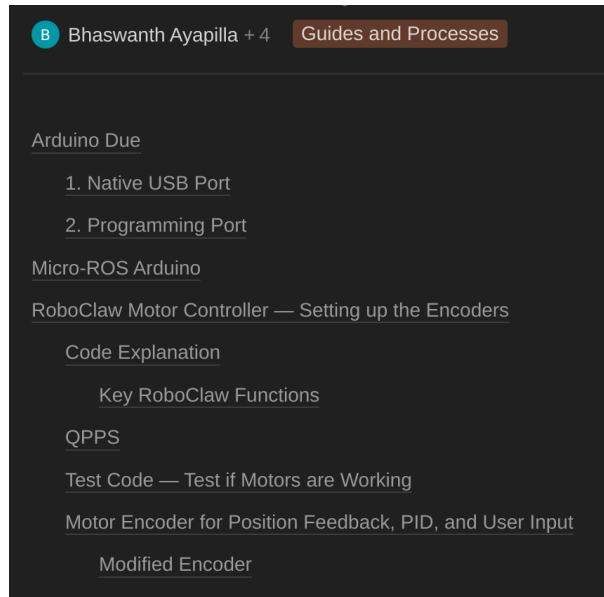 B Bhaswanth Ayapilla + 4 Guides and Processes
Arduino Due
1. Native USB Port
2. Programming Port
Micro-ROS Arduino
RoboClaw Motor Controller — Setting up the Encoders
Code Explanation
Key RoboClaw Functions
QPPS
Test Code — Test if Motors are Working
Motor Encoder for Position Feedback, PID, and User Input
Modified Encoder